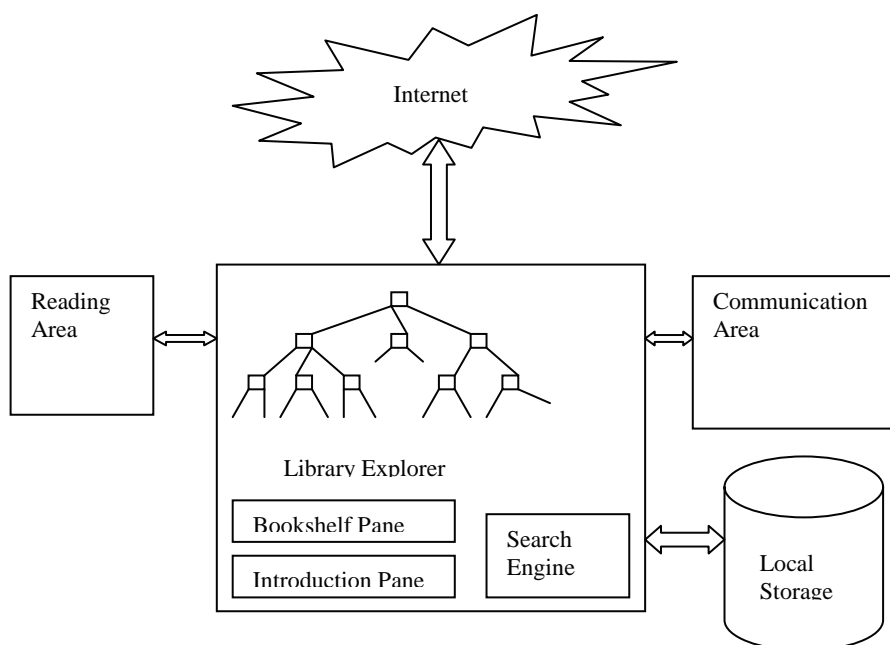 Internet
Reading
Area
Communication
Area
Library Explorer
Bookshelf Pane
Introduction Pane
Search
Engine
Local
Storage